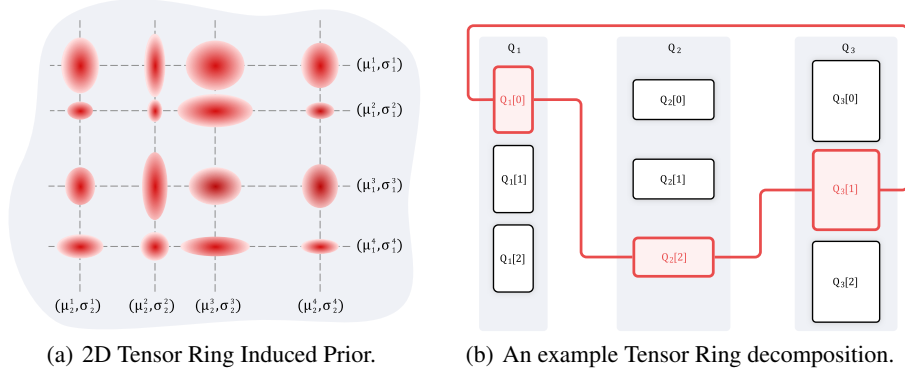 (μ₁¹,σ₁¹)
(μ₁²,σ₁²)
(μ₁³,σ₁³)
(μ₁⁴,σ₁⁴)
(μ₂¹,σ₂¹) (μ₂²,σ₂²) (μ₂³,σ₂³) (μ₂⁴,σ₂⁴)
(a) 2D Tensor Ring Induced Prior.
Q₁ Q₂ Q₃
Q₁[0] Q₂[0] Q₃[0]
Q₁[1] Q₂[1] Q₃[1]
Q₁[2] Q₂[2] Q₃[2]
(b) An example Tensor Ring decomposition.